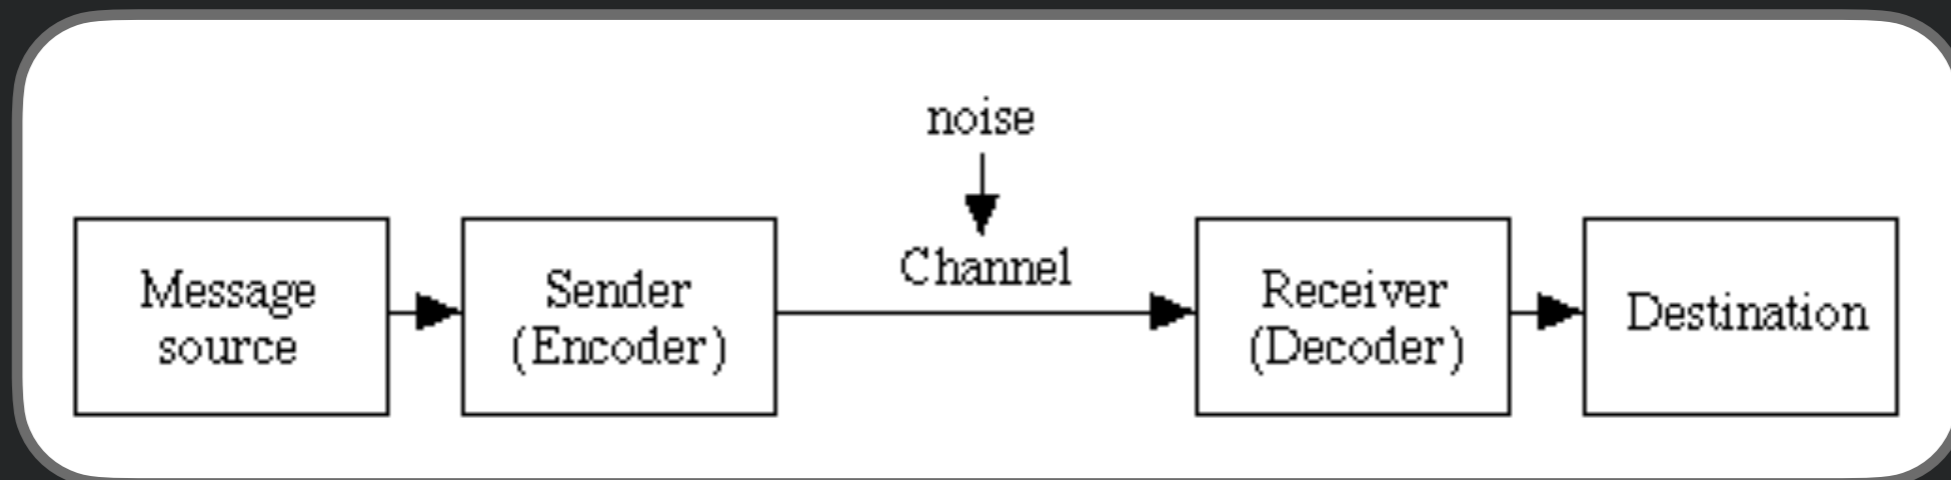 noise
Channel
Message
source
Sender
(Encoder)
Receiver
(Decoder)
Destination